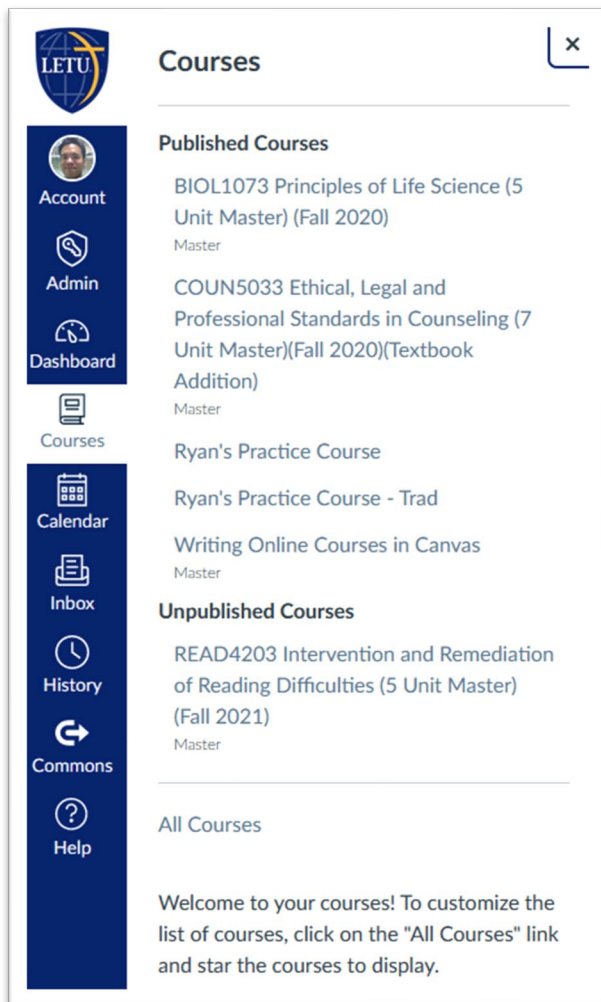 LETU
Account
Admin
Dashboard
Courses
Calendar
Inbox
History
Commons
Help
Courses
×
Published Courses
BIOL1073 Principles of Life Science (5
Unit Master) (Fall 2020)
Master
COUN5033 Ethical, Legal and
Professional Standards in Counseling (7
Unit Master)(Fall 2020)(Textbook
Addition)
Master
Ryan's Practice Course
Ryan's Practice Course - Trad
Writing Online Courses in Canvas
Master
Unpublished Courses
READ4203 Intervention and Remediation
of Reading Difficulties (5 Unit Master)
(Fall 2021)
Master
All Courses
Welcome to your courses! To customize the
list of courses, click on the "All Courses" link
and star the courses to display.